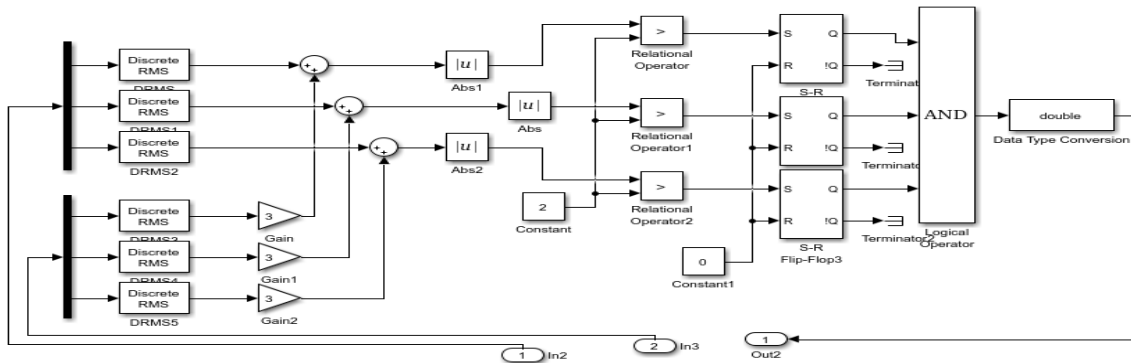 Discrete
RMS
DRMS
Discrete
RMS
DRMS1
Discrete
RMS
DRMS2
Discrete
RMS
DRMS3
Discrete
RMS
DRMS4
Discrete
RMS
DRMS5
3
Gain
3
Gain1
3
Gain2
+
+
+
+
+
+
|u|
Abs1
|u|
Abs
|u|
Abs2
2
Constant
0
Constant1
>
Relational
Operator
>
Relational
Operator1
>
Relational
Operator2
S
Q
R
!Q
S-R
S
Q
R
!Q
S
Q
R
!Q
S-R
Flip-Flop3
Terminator2
AND
Logical
Operator
double
Data Type Conversion
1
In2
2
In3
1
Out2